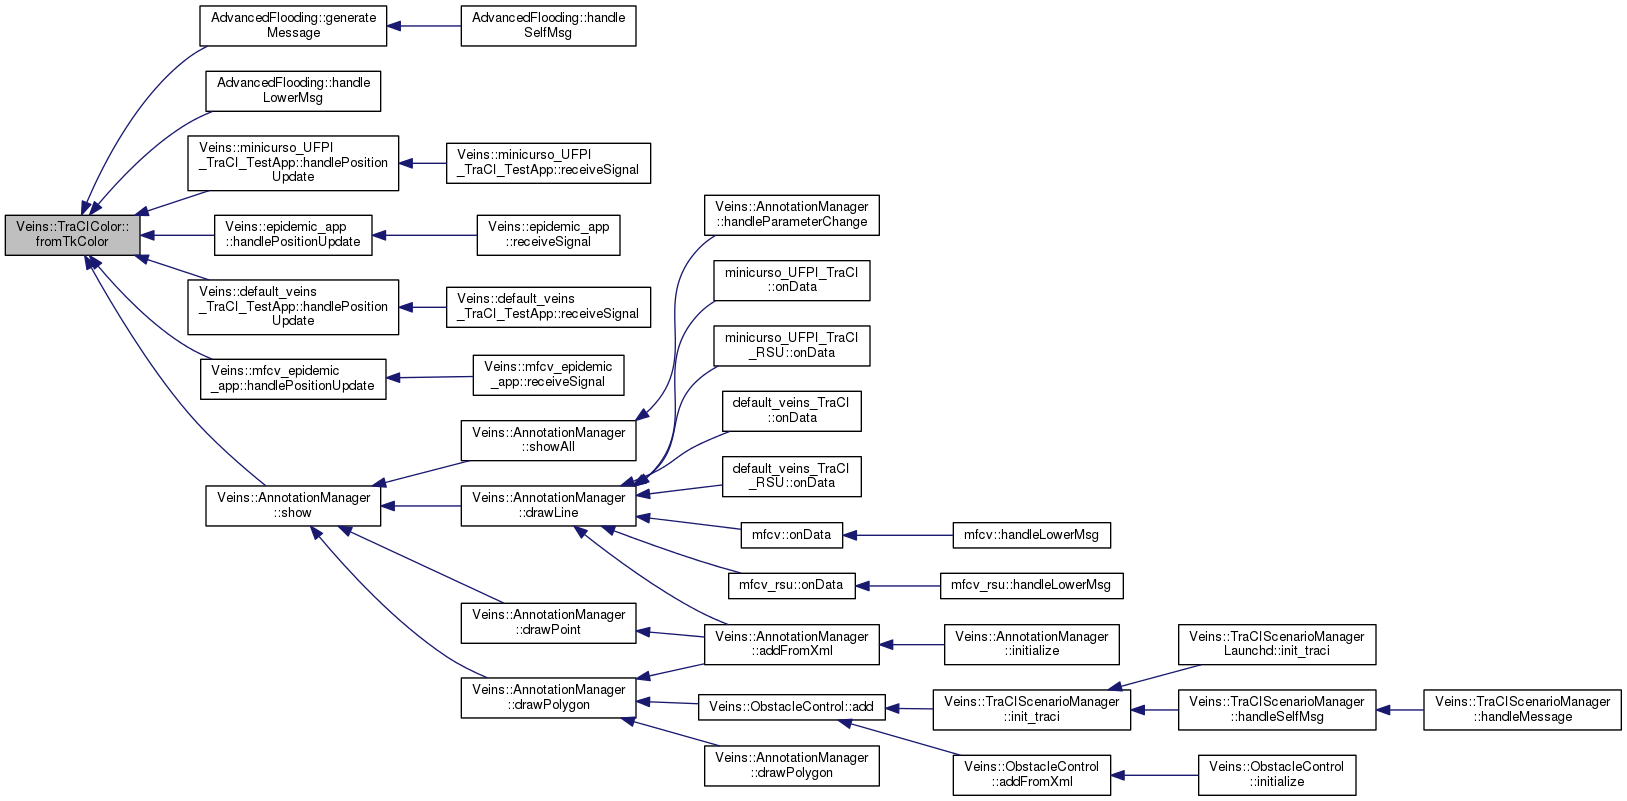 AdvancedFlooding::generate
Message
AdvancedFlooding::handle
SelfMsg
AdvancedFlooding::handle
LowerMsg
Veins::minicurso_UFPI
_TraCI_TestApp::handlePosition
Update
Veins::minicurso_UFPI
_TraCI_TestApp::receiveSignal
Veins::TraCIColor::
fromTkColor
Veins::epidemic_app
::handlePositionUpdate
Veins::epidemic_app
::receiveSignal
Veins::default_veins
_TraCI_TestApp::handlePosition
Update
Veins::default_veins
_TraCI_TestApp::receiveSignal
Veins::mfcv_epidemic
_app::handlePositionUpdate
Veins::mfcv_epidemic
_app::receiveSignal
Veins::AnnotationManager
::show
Veins::AnnotationManager
::showAll
Veins::AnnotationManager
::handleParameterChange
Veins::AnnotationManager
::drawLine
minicurso_UFPI_TraCI
::onData
minicurso_UFPI_TraCI
_RSU::onData
default_veins_TraCI
::onData
default_veins_TraCI
_RSU::onData
mfcv::onData
mfcv::handleLowerMsg
mfcv_rsu::onData
mfcv_rsu::handleLowerMsg
Veins::AnnotationManager
::drawPoint
Veins::AnnotationManager
::addFromXml
Veins::AnnotationManager
::initialize
Veins::AnnotationManager
::drawPolygon
Veins::ObstacleControl::add
Veins::TraCIScenarioManager
::init_traci
Veins::TraCIScenarioManager
Launchd::init_traci
Veins::TraCIScenarioManager
::handleSelfMsg
Veins::TraCIScenarioManager
::handleMessage
Veins::AnnotationManager
::drawPolygon
Veins::ObstacleControl
::addFromXml
Veins::ObstacleControl
::initialize